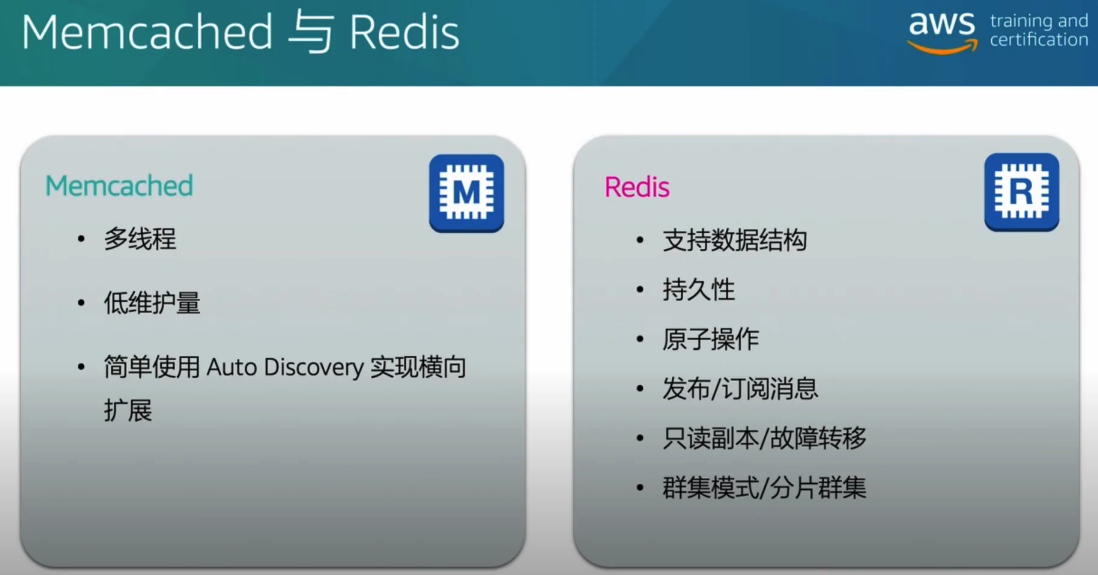 Memcached 与 Redis
aws training and
certification
Memcached
M
• 多线程
• 低维护量
• 简单使用 Auto Discovery 实现横向
扩展
Redis
R
• 支持数据结构
• 持久性
• 原子操作
• 发布/订阅消息
• 只读副本/故障转移
• 群集模式/分片群集